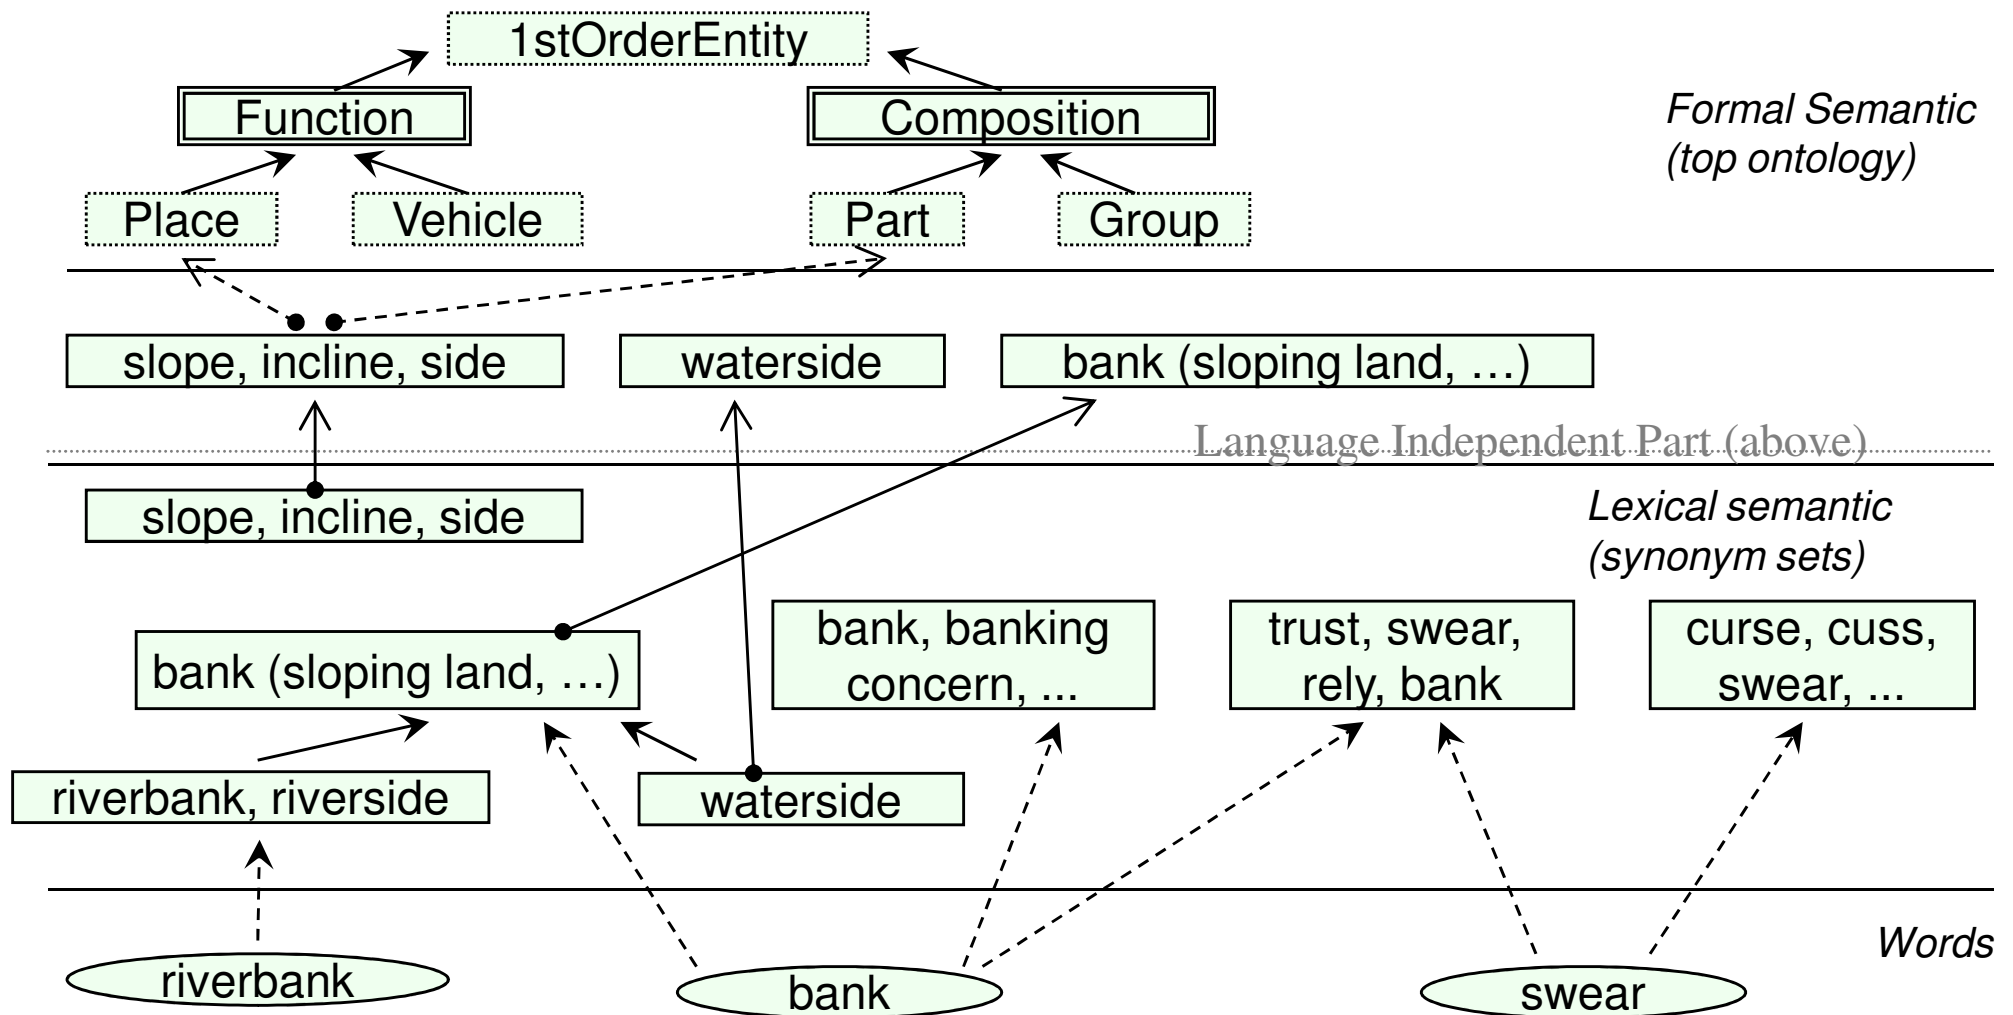 1stOrderEntity
Function
Composition
Formal Semantic
(top ontology)
Place
Vehicle
Part
Group
slope, incline, side
waterside
bank (sloping land, …)
Language Independent Part (above)
slope, incline, side
Lexical semantic
(synonym sets)
bank (sloping land, …)
bank, banking
concern, ...
trust, swear,
rely, bank
curse, cuss,
swear, ...
riverbank, riverside
waterside
Words
riverbank
bank
swear